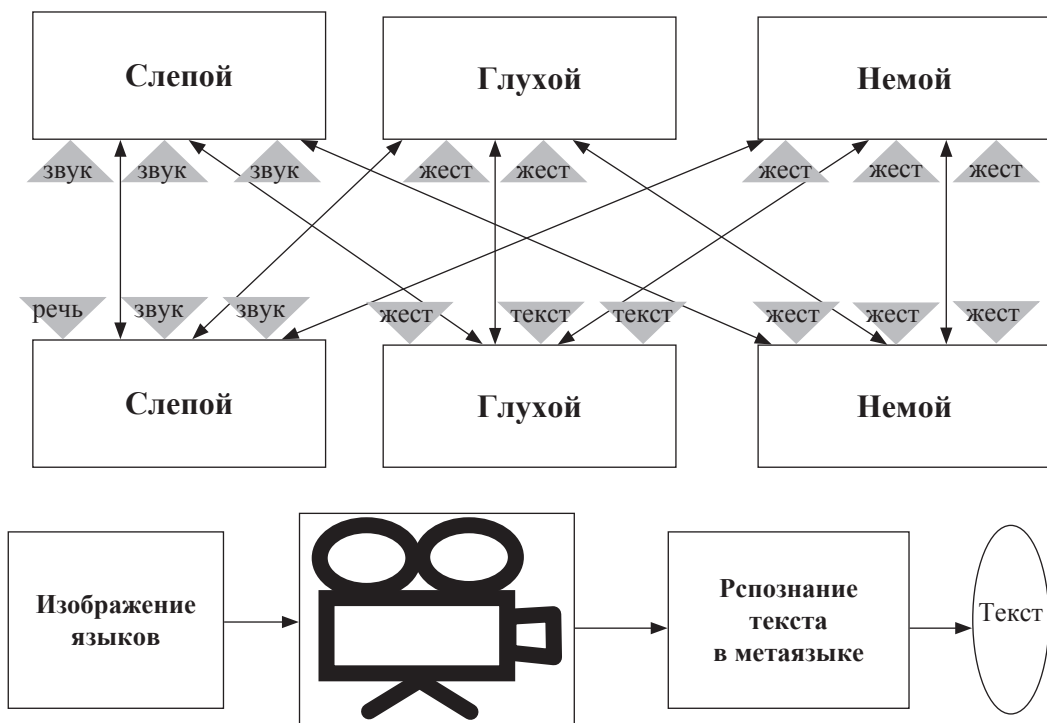 Слепой
Глухой
Немой
звук
звук
звук
жест
жест
жест
жест
жест
речь
звук
звук
жест
текст
текст
жест
жест
жест
Слепой
Глухой
Немой
Изображение
языков
Рспознание
текста
в метаязыке
Текст